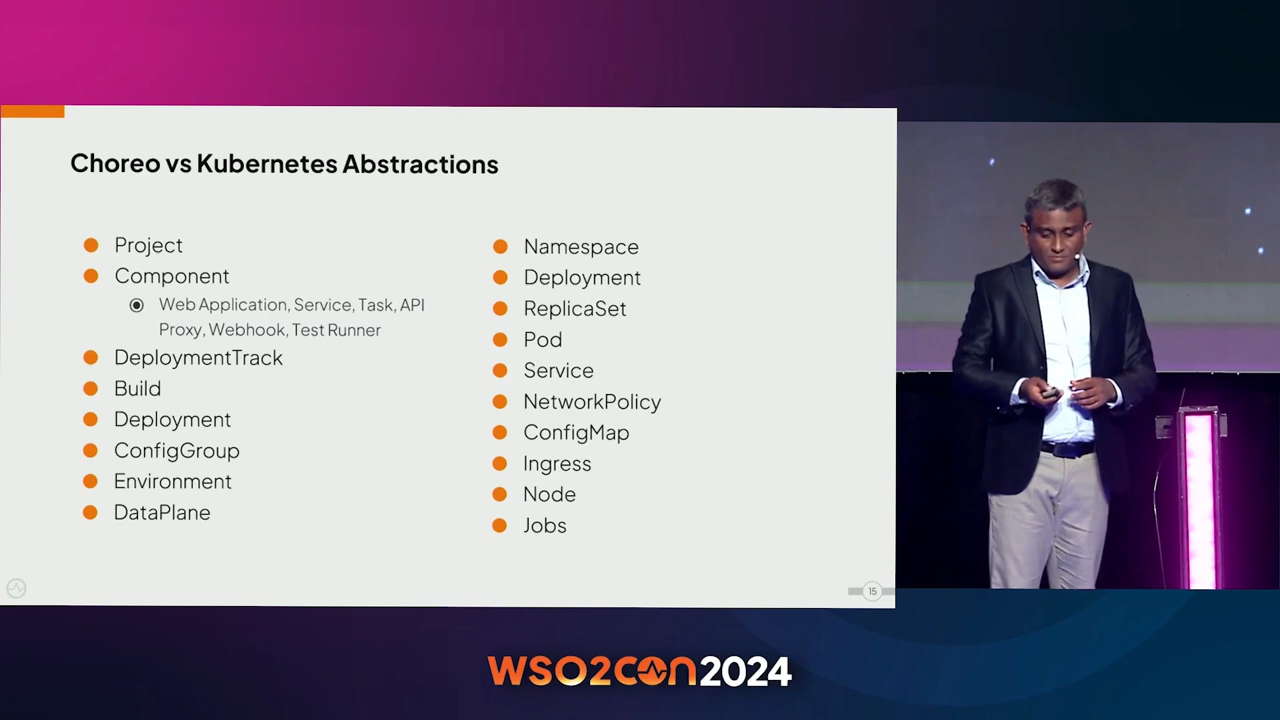 Choreo vs Kubernetes Abstractions
Project
Component
Web Application, Service, Task, API
Proxy, Webhook, Test Runner
DeploymentTrack
Build
Deployment
ConfigGroup
Environment
DataPlane
Namespace
Deployment
ReplicaSet
Pod
Service
NetworkPolicy
ConfigMap
Ingress
Node
Jobs
15
WSO2CON2024